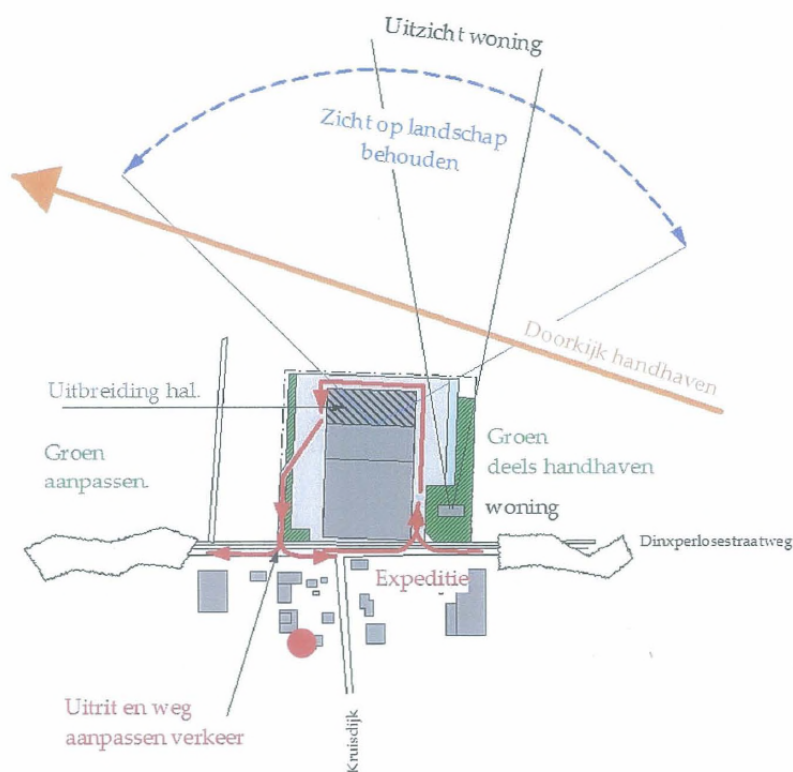 Uitzicht woning
Zicht op landschap
behouden
Doorkijk handhaven
Uitbreiding hal.
Groen
aanpassen.
Groen
deels handhaven
woning
Dinxperlosestraatweg
Expeditie
Uitrit en weg
aanpassen verkeer
Kruisdijk